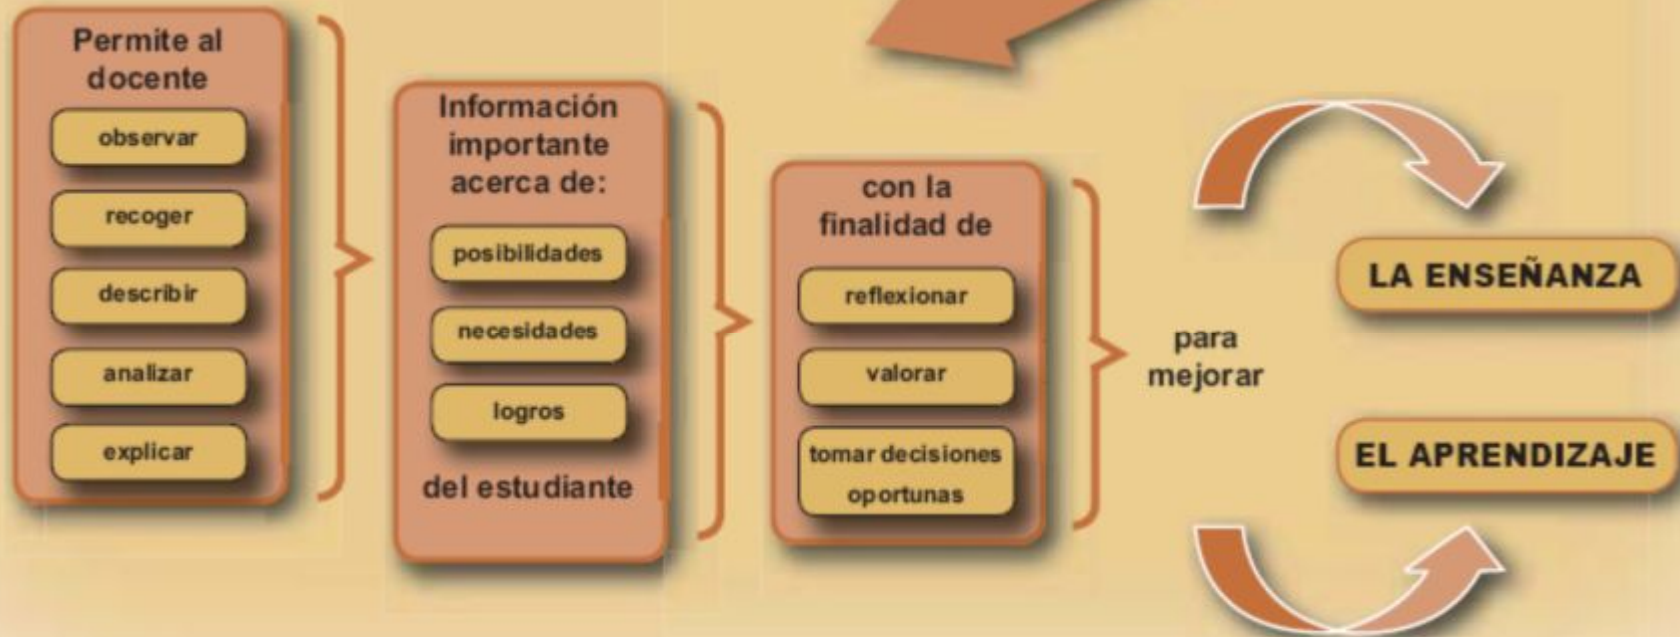 Permite al
docente
observar
recoger
describir
analizar
explicar
Información
importante
acerca de:
posibilidades
necesidades
logros
del estudiante
con la
finalidad de
reflexionar
valorar
tomar decisiones
oportunas
para
mejorar
LA ENSEÑANZA
EL APRENDIZAJE